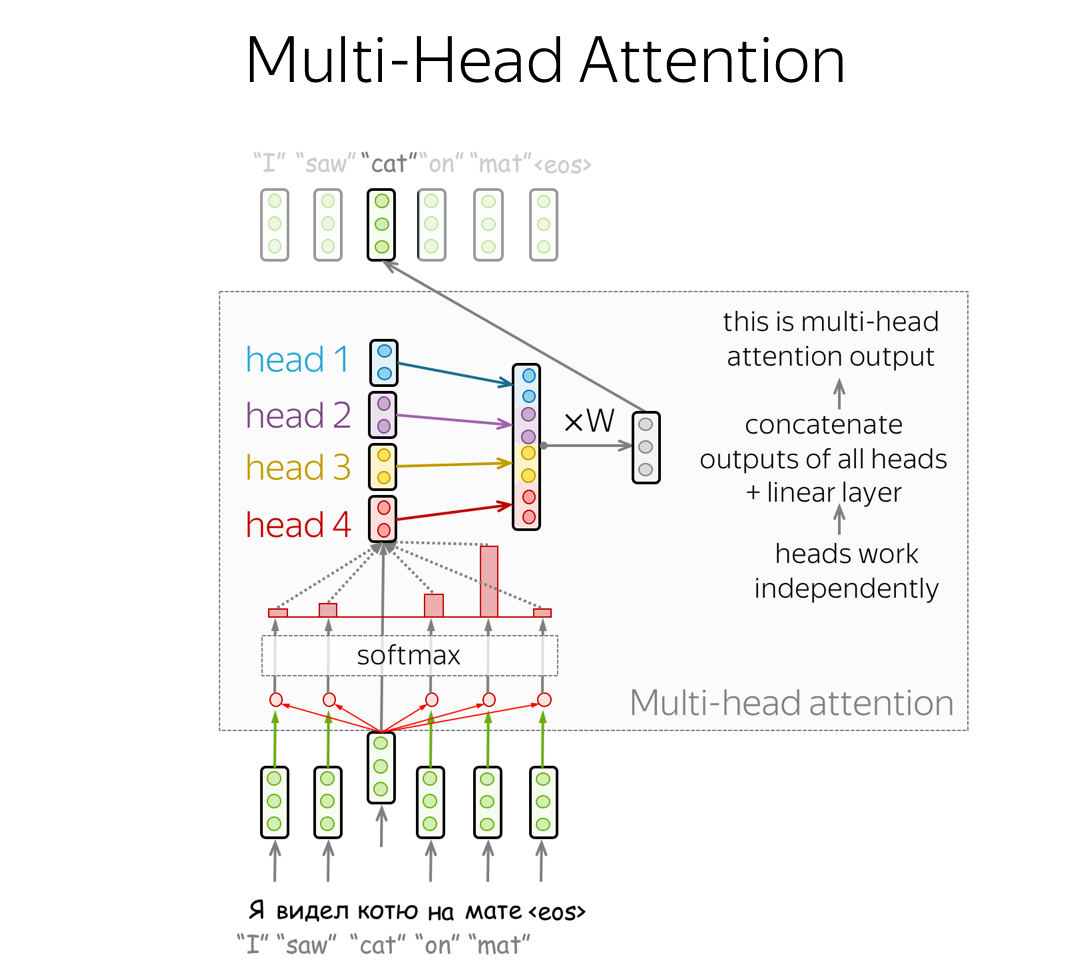 Multi-Head Attention
“I” “saw” “cat” “on” “mat” <eos>
head 1
head 2
head 3
head 4
×W
this is multi-head
attention output
concatenate
outputs of all heads
+ linear layer
heads work
independently
softmax
Multi-head attention
Я видел котю на мате <eos>
“I” “saw” “cat” “on” “mat”